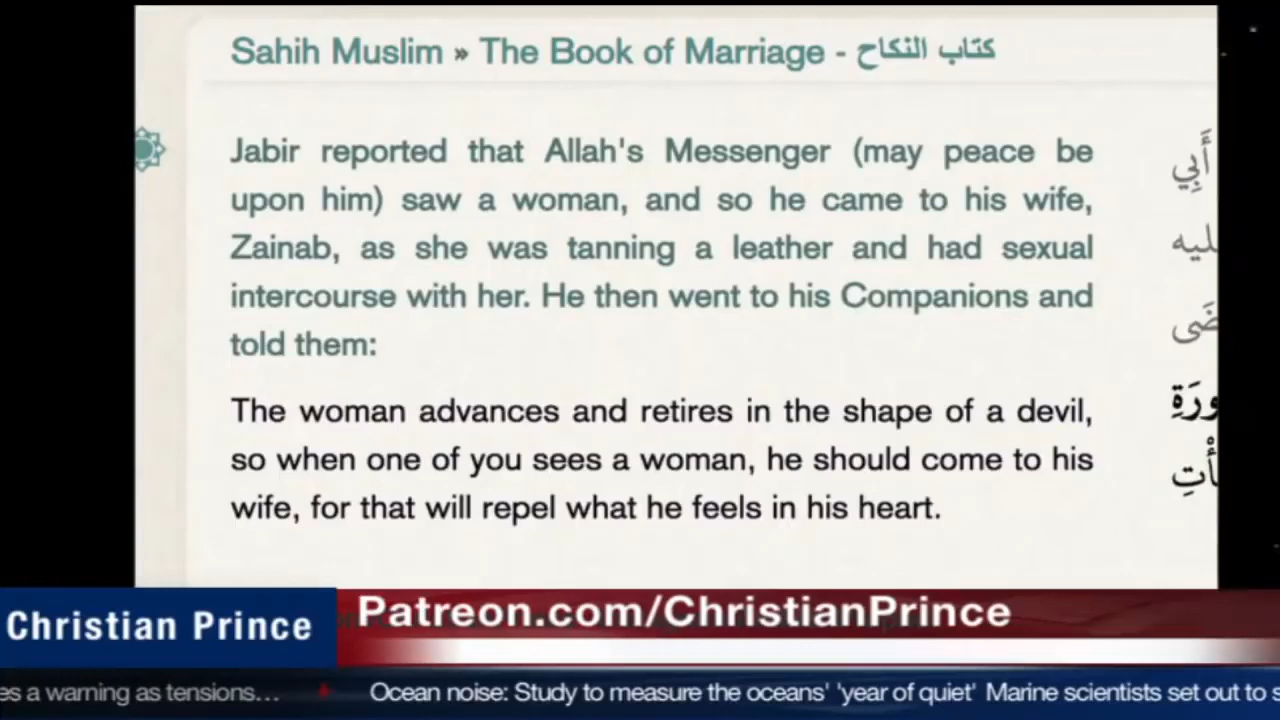 Sahih Muslim » The Book of Marriage - كتاب النكاح
Jabir reported that Allah's Messenger (may peace be
upon him) saw a woman, and so he came to his wife,
Zainab, as she was tanning a leather and had sexual
intercourse with her. He then went to his Companions and
told them:
The woman advances and retires in the shape of a devil,
so when one of you sees a woman, he should come to his
wife, for that will repel what he feels in his heart.
أَبِي
ليه
ضَى
ورَةِ
أْتِ
Christian Prince
Patreon.com/ChristianPrince
es a warning as tensions... Ocean noise: Study to measure the oceans' 'year of quiet' Marine scientists set out to s